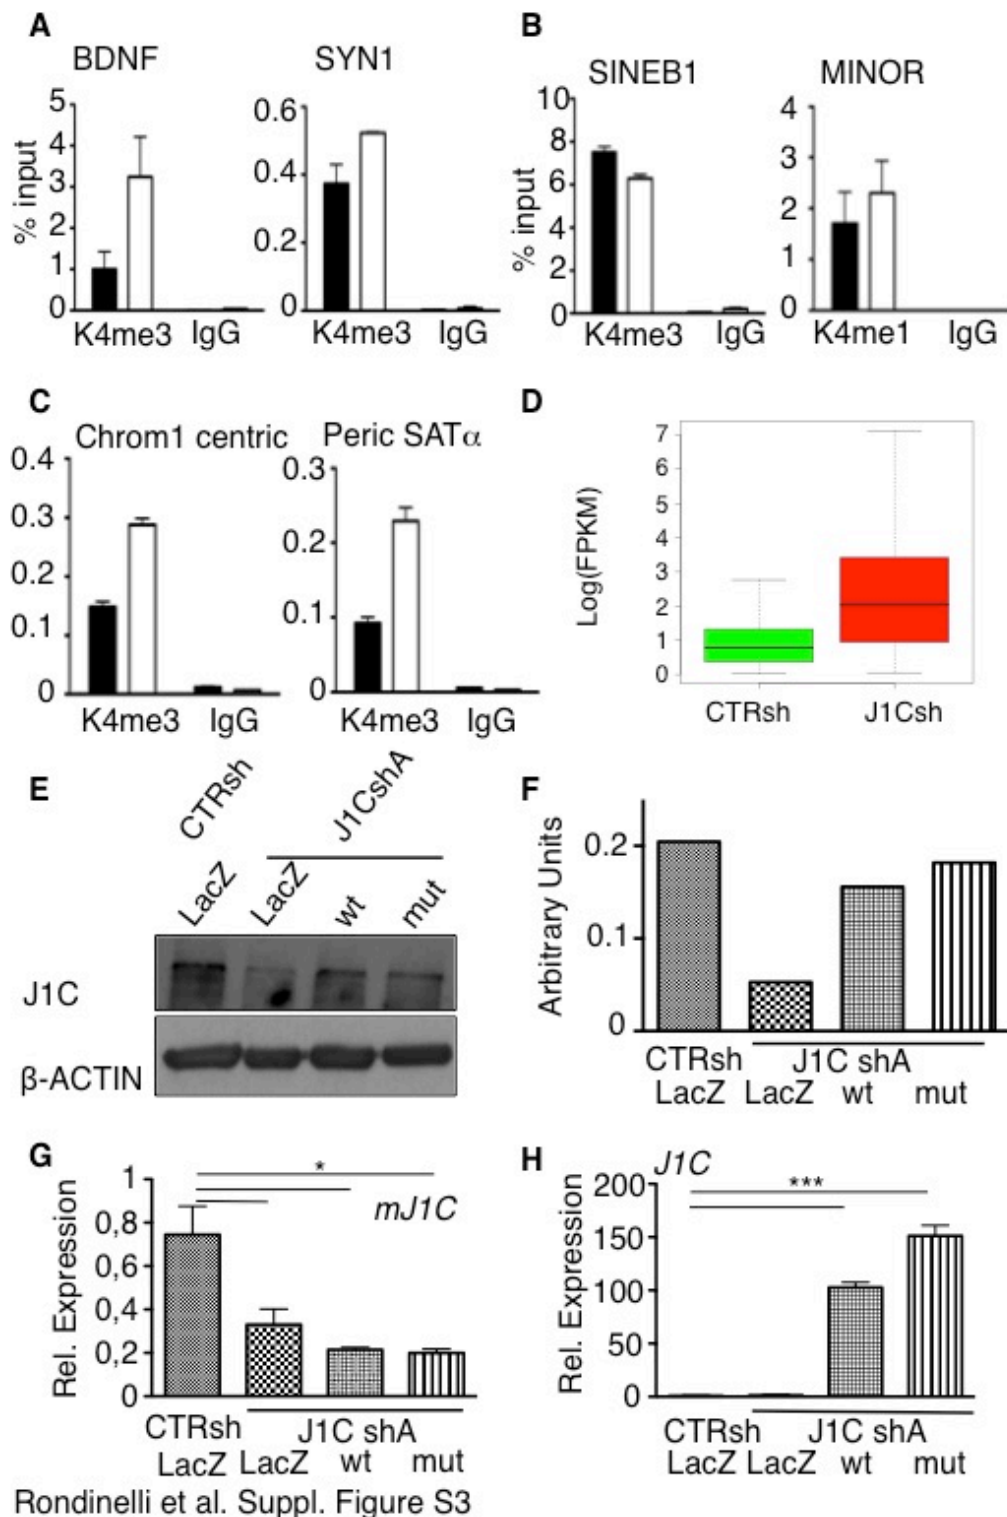 A
BDNF
SYN1
% input
5
4
3
2
1
0
0.6
0.4
0.2
0
K4me3
IgG
K4me3
IgG
B
SINEB1
MINOR
% input
10
8
6
4
2
0
4
3
2
1
0
K4me3
IgG
K4me1
IgG
C
Chrom1 centric
Peric SATα
0.4
0.3
0.2
0.1
0
0.3
0.2
0.1
0
K4me3
IgG
K4me3
IgG
D
Log(FPKM)
7
6
5
4
3
2
1
0
CTRsh
J1Csh
E
CTRsh
J1CshA
LacZ
LacZ
wt
mut
J1C
β-ACTIN
F
Arbitrary Units
0.2
0.1
0
CTRsh
J1C shA
LacZ
LacZ
wt
mut
G
Rel. Expression
1
0,8
0,6
0,4
0,2
0
*
mJ1C
CTRsh
J1C shA
LacZ
LacZ
wt
mut
H
J1C
Rel. Expression
200
150
100
50
0
***
CTRsh
J1C shA
LacZ
LacZ
wt
mut
Rondinelli et al. Suppl. Figure S3